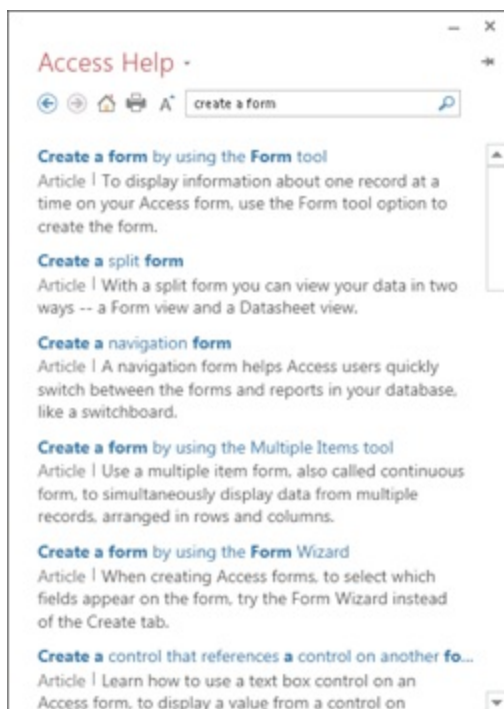 Access Help
create a form
Create a form by using the Form tool
Article | To display information about one record at a
time on your Access form, use the Form tool option to
create the form.
Create a split form
Article | With a split form you can view your data in two
ways -- a Form view and a Datasheet view.
Create a navigation form
Article | A navigation form helps Access users quickly
switch between the forms and reports in your database,
like a switchboard.
Create a form by using the Multiple Items tool
Article | Use a multiple item form, also called continuous
form, to simultaneously display data from multiple
records, arranged in rows and columns.
Create a form by using the Form Wizard
Article | When creating Access forms, to select which
fields appear on the form, try the Form Wizard instead
of the Create tab.
Create a control that references a control on another fo...
Article | Learn how to use a text box control on an
Access form, to display a value from a control on